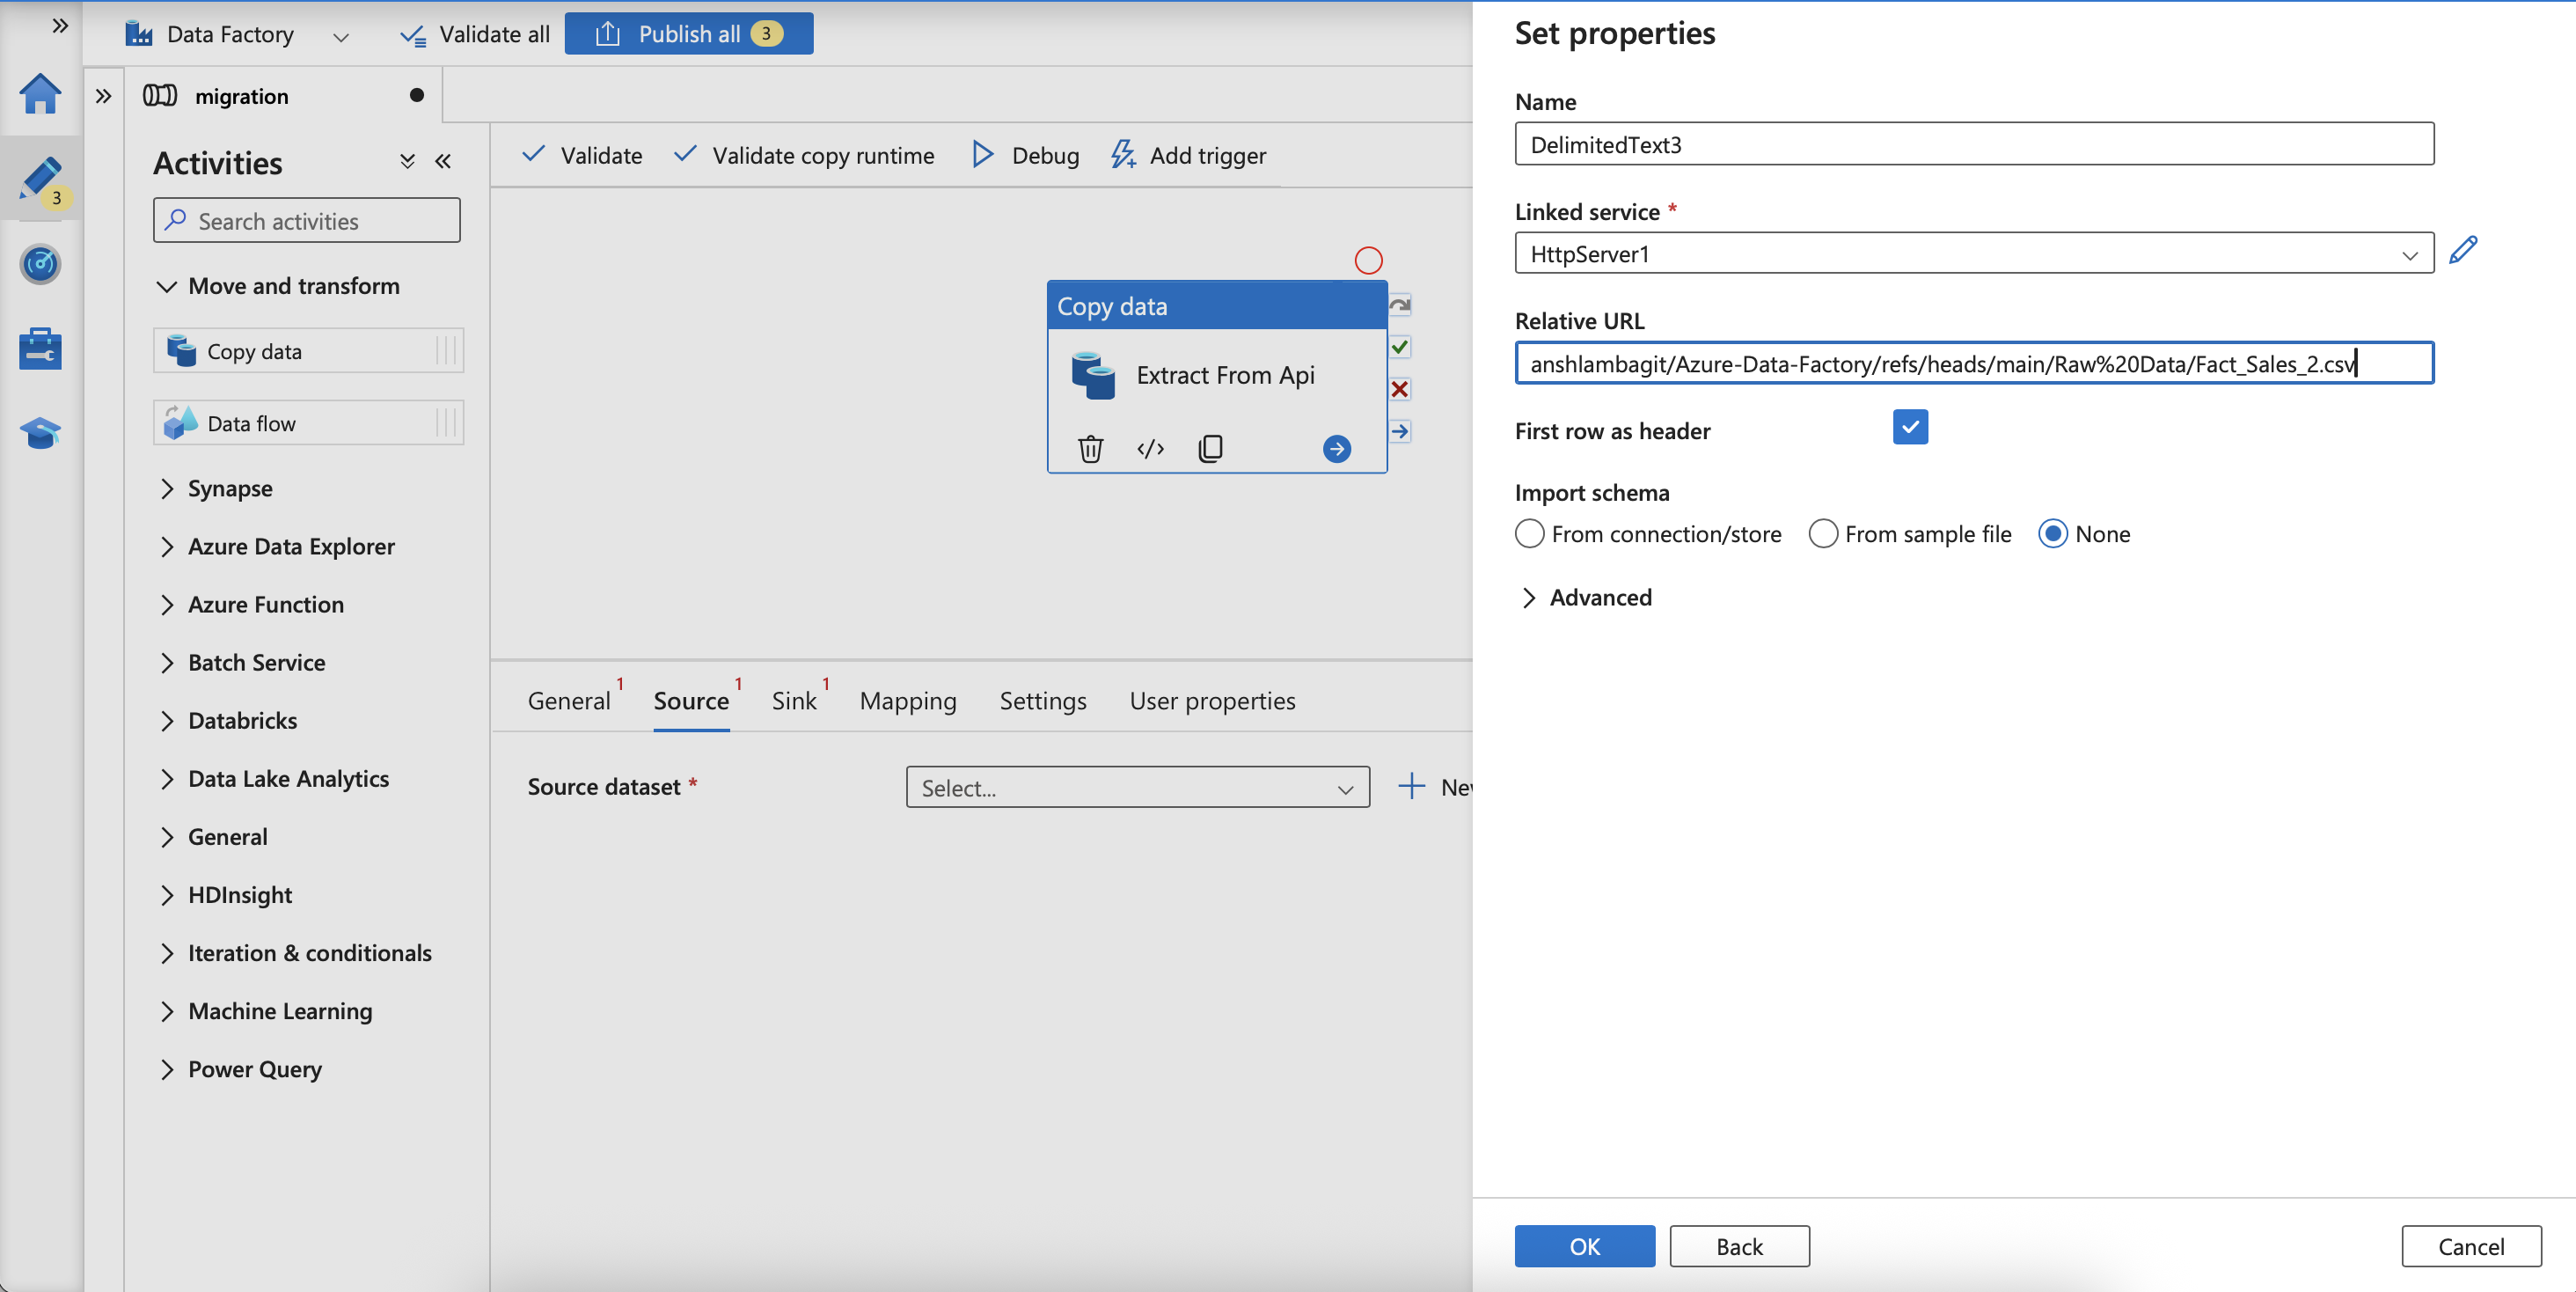 Data Factory
Validate all
Publish all 3
migration
3
Activities
Search activities
Move and transform
Copy data
Data flow
Synapse
Azure Data Explorer
Azure Function
Batch Service
Databricks
Data Lake Analytics
General
HDInsight
Iteration & conditionals
Machine Learning
Power Query
Validate
Validate copy runtime
Debug
Add trigger
Copy data
Extract From Api
General 1
Source 1
Sink 1
Mapping
Settings
User properties
Source dataset *
Select...
Set properties
Name
DelimitedText3
Linked service *
HttpServer1
Relative URL
anshlambagit/Azure-Data-Factory/refs/heads/main/Raw%20Data/Fact_Sales_2.csv
First row as header
Import schema
From connection/store
From sample file
None
Advanced
OK
Back
Cancel